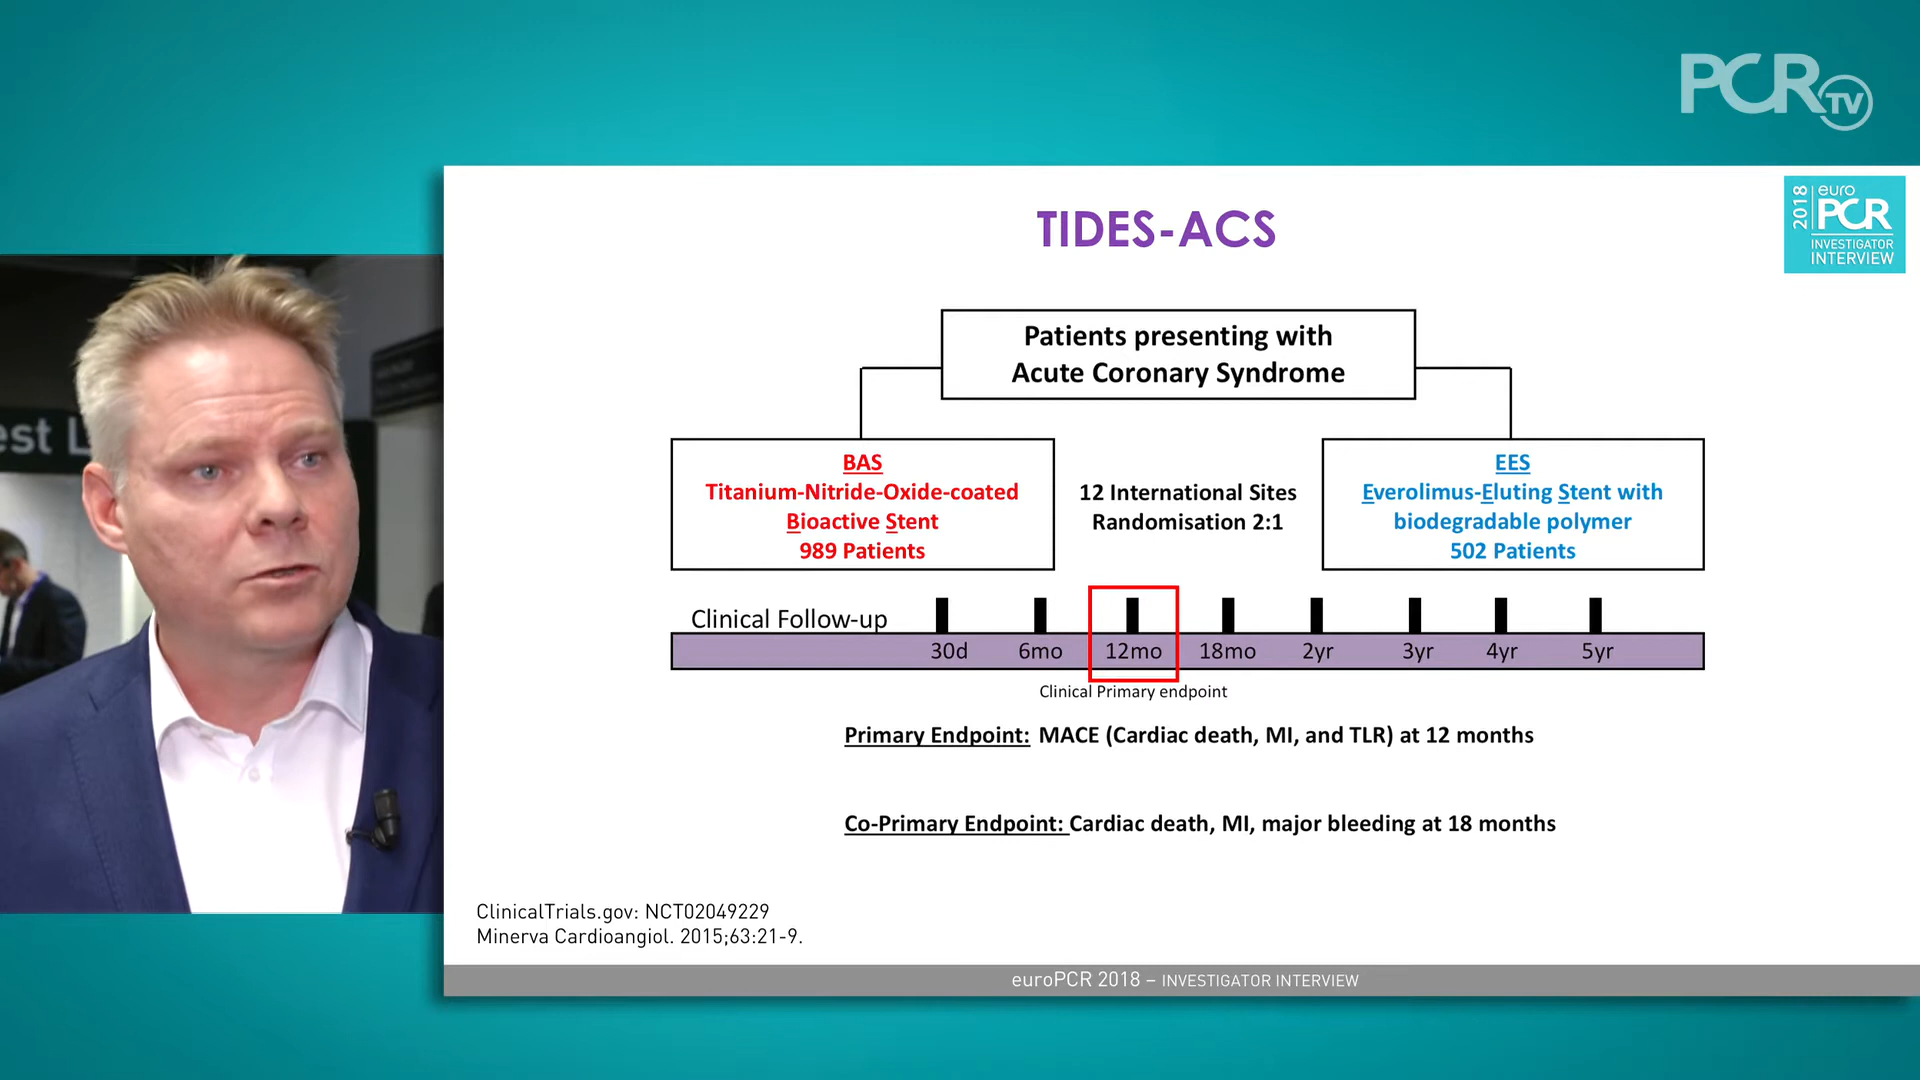 PCR TV
2018 euro
PCR
INVESTIGATOR
INTERVIEW
TIDES-ACS
Patients presenting with
Acute Coronary Syndrome
BAS
Titanium-Nitride-Oxide-coated
Bioactive Stent
989 Patients
12 International Sites
Randomisation 2:1
EES
Everolimus-Eluting Stent with
biodegradable polymer
502 Patients
Clinical Follow-up
30d 6mo 12mo 18mo 2yr 3yr 4yr 5yr
Clinical Primary endpoint
Primary Endpoint: MACE (Cardiac death, MI, and TLR) at 12 months
Co-Primary Endpoint: Cardiac death, MI, major bleeding at 18 months
ClinicalTrials.gov: NCT02049229
Minerva Cardioangiol. 2015;63:21-9.
euroPCR 2018 – INVESTIGATOR INTERVIEW